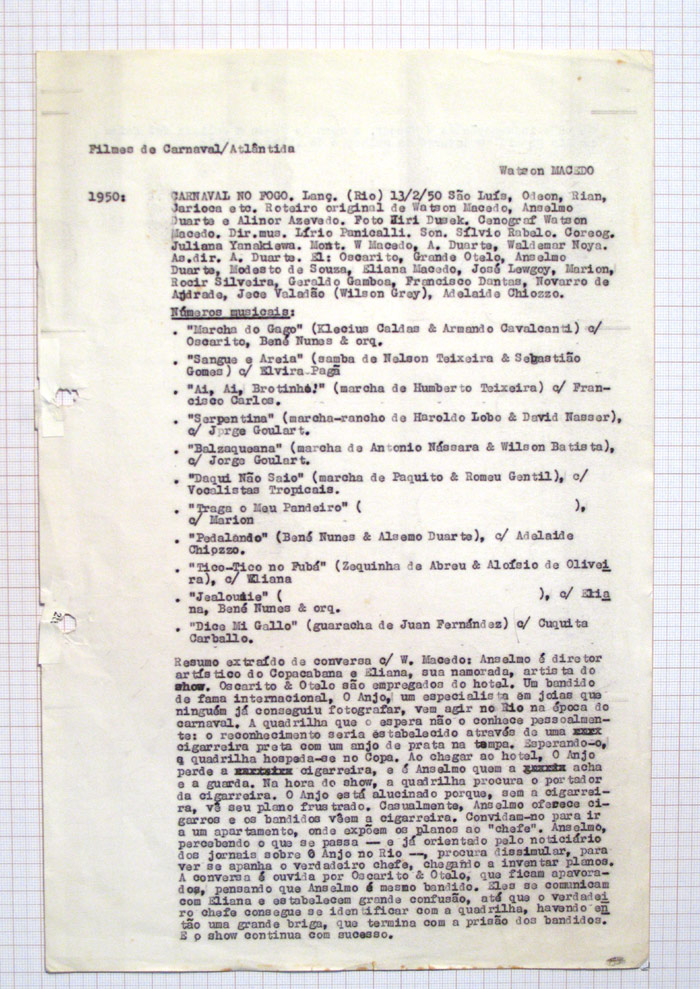 Filmes de Carnaval/Atlântida
Watson MACEDO
1950: CARNAVAL NO FOGO. Lanç. (Rio) 13/2/50 São Luís, Odeon, Rian,
Carioca etc. Roteiro original de Watson Macedo, Anselmo
Duarte e Alinor Azevedo. Foto Hiri Dusek. Cenograf Watson
Macedo. Dir.mus. Lírio Panicalli. Son. Sílvio Rabelo. Coreog.
Juliana Yanakiewa. Mont. W Macedo, A. Duarte, Waldemar Noya.
As.dir. A. Duarte. El: Oscarito, Grande Otelo, Anselmo
Duarte, Modesto de Souza, Eliana Macedo, José Lewgoy, Marion,
Rocir Silveira, Geraldo Gamboa, Francisco Dantas, Novarro de
Andrade, Jece Valadão (Wilson Grey), Adelaide Chiozzo.
Números musicais:
. "Marcha do Gago" (Klecius Caldas & Armando Cavalcanti) c/
Oscarito, Bené Nunes & orq.
. "Sangue e Areia" (samba de Nelson Teixeira & Sebastião
Gomes) c/ Elvira Pagã
. "Ai, Ai, Brotinho!" (marcha de Humberto Teixeira) c/ Fran-
cisco Carlos.
. "Serpentina" (marcha-rancho de Haroldo Lobo & David Nasser),
c/ Jorge Goulart.
. "Balzaqueana" (marcha de Antonio Nássara & Wilson Batista),
c/ Jorge Goulart.
. "Daqui Não Saio" (marcha de Paquito & Romeu Gentil), c/
Vocalistas Tropicais.
. "Traga o Meu Pandeiro" ( ),
c/ Marion
. "Pedalando" (Bené Nunes & Alsemo Duarte), c/ Adelaide
Chiozzo.
. "Tico-Tico no Fubá" (Zequinha de Abreu & Aloísio de Olivei
ra), c/ Eliana
. "Jealousie" ( ), c/ Elia
na, Bené Nunes & orq.
. "Dice Mi Gallo" (guaracha de Juan Fernández) c/ Cuquita
Carballo.
Resumo extraído de conversa c/ W. Macedo: Anselmo é diretor
artístico do Copacabana e Eliana, sua namorada, artista do
show. Oscarito & Otelo são empregados do hotel. Um bandido
de fama internacional, O Anjo, um especialista em joias que
ninguém já conseguiu fotografar, vem agir no Rio na época do
carnaval. A quadrilha que o espera não o conhece pessoalmen-
te: o reconhecimento seria estabelecido através de uma xxxx
cigarreira preta com um anjo de prata na tampa. Esperando-o,
a quadrilha hospeda-se no Copa. Ao chegar ao hotel, O Anjo
perde a cigarreira, e é Anselmo quem a acha
e a guarda. Na hora do show, a quadrilha procura o portador
da cigarreira. O Anjo está alucinado porque, sem a cigarrei-
ra, vê seu plano frustrado. Casualmente, Anselmo oferece ci-
garros e os bandidos vêem a cigarreira. Convidam-no para ir
a um apartamento, onde expõem os planos ao "chefe". Anselmo,
percebendo o que se passa — e já orientado pelo noticiário
dos jornais sobre O Anjo no Rio —, procura dissimular, para
ver se apanha o verdadeiro chefe, chegando a inventar planos.
A conversa é ouvida por Oscarito & Otelo, que ficam apavora-
dos, pensando que Anselmo é mesmo bandido. Eles se comunicam
com Eliana e estabelecem grande confusão, até que o verdadei
ro chefe consegue se identificar com a quadrilha, havendo en
tão uma grande briga, que termina com a prisão dos bandidos.
E o show continua com sucesso.